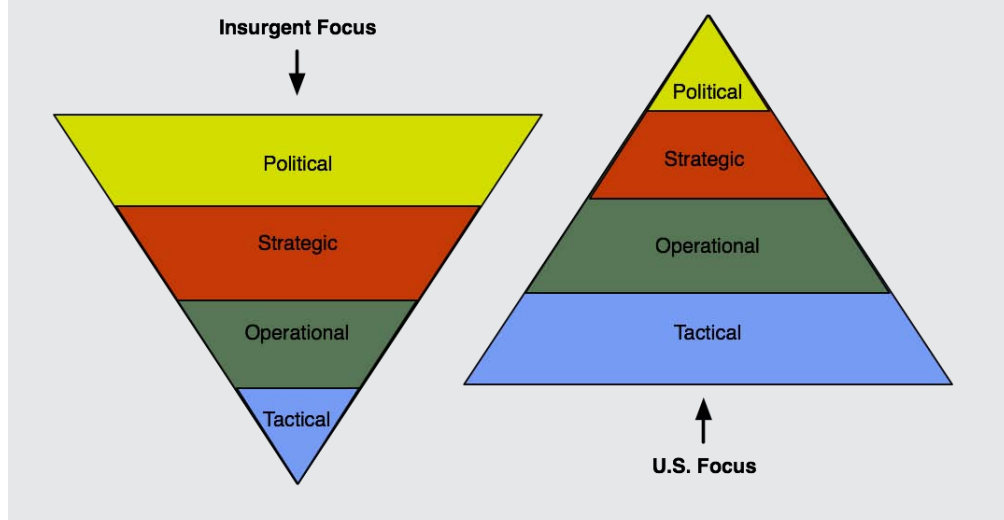 Insurgent Focus
Political
Strategic
Operational
Tactical
Political
Strategic
Operational
Tactical
U.S. Focus